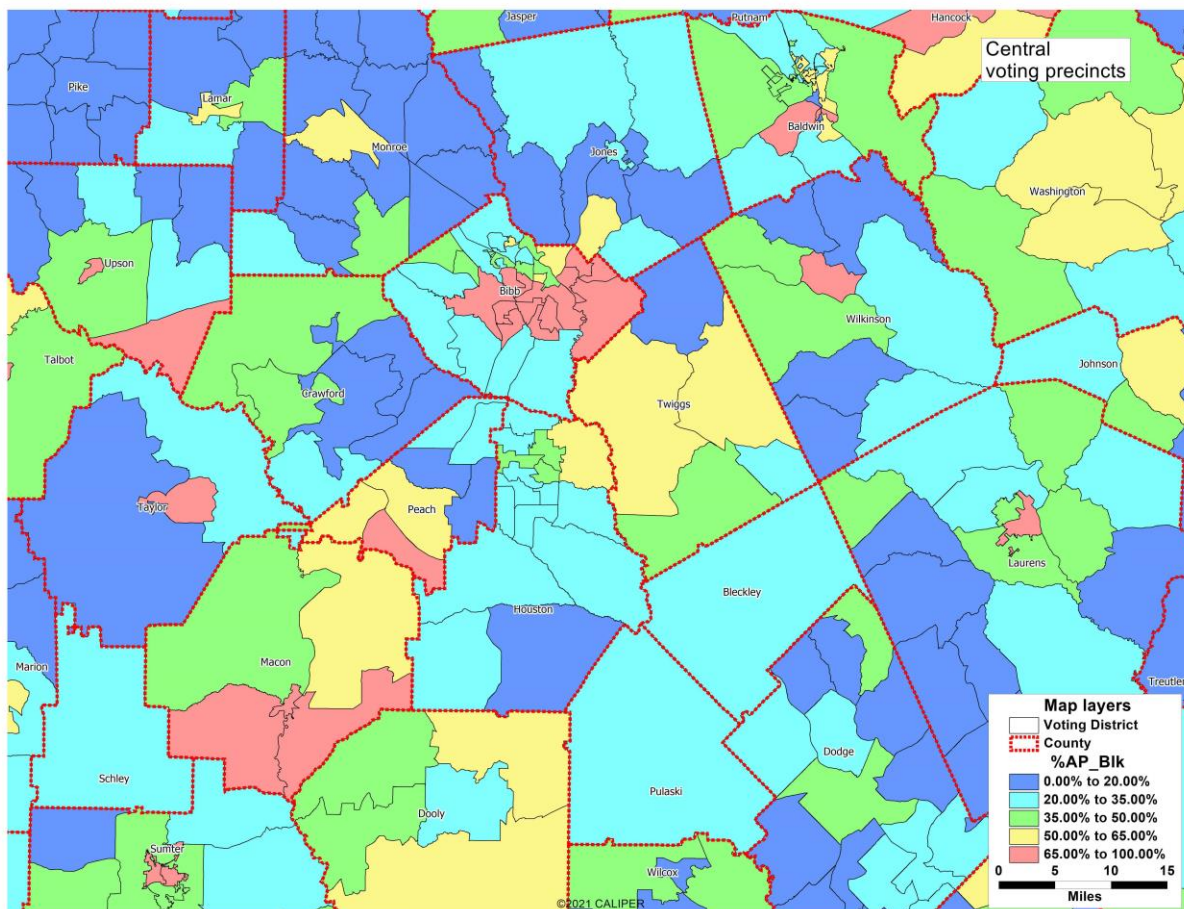 Jasper
Putnam
Hancock
Central
voting precincts
Pike
Lamar
Monroe
Jones
Baldwin
Washington
Upson
Bibb
Wilkinson
Talbot
Crawford
Twiggs
Johnson
Taylor
Peach
Laurens
Bleckley
Houston
Macon
Marion
Treutlen
Schley
Dodge
Pulaski
Dooly
Sumter
Wilcox
Map layers
Voting District
County
%AP_Blk
0.00% to 20.00%
20.00% to 35.00%
35.00% to 50.00%
50.00% to 65.00%
65.00% to 100.00%
0 5 10 15
Miles
©2021 CALIPER